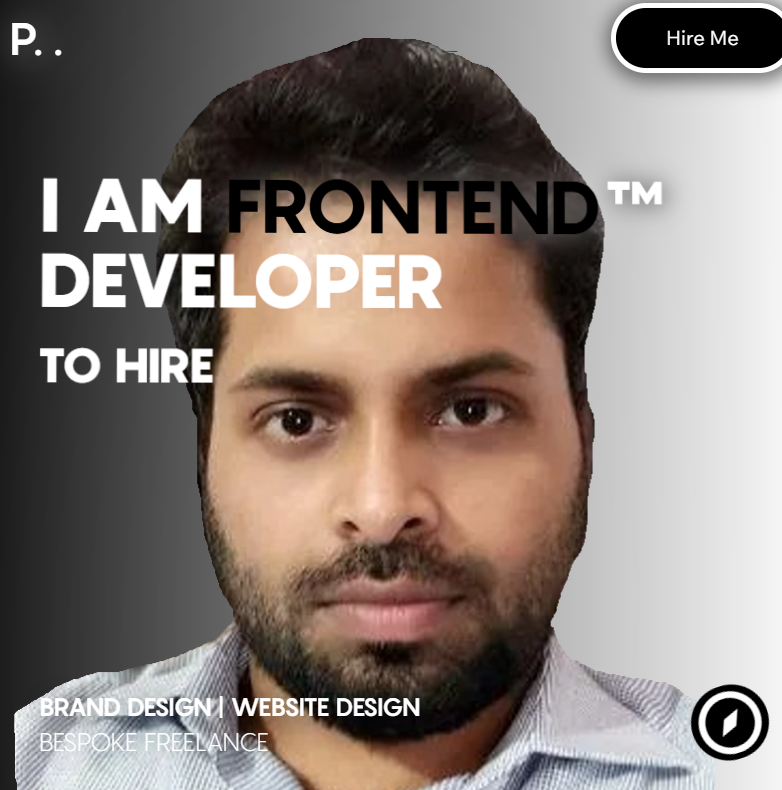 P. .
Hire Me
I AM FRONTEND™
DEVELOPER
TO HIRE
BRAND DESIGN | WEBSITE DESIGN
BESPOKE FREELANCE